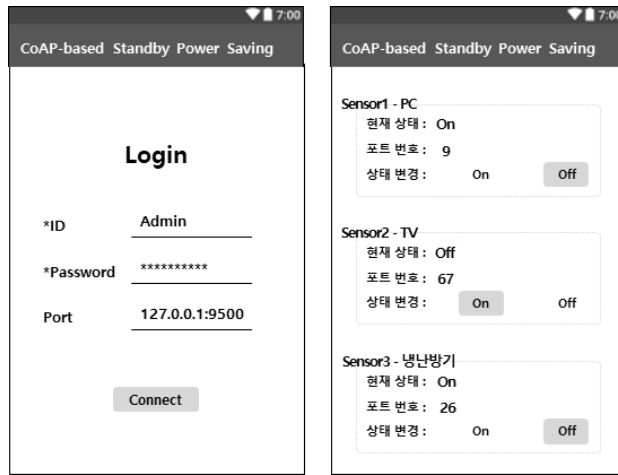 7:00
CoAP-based Standby Power Saving
Login
*ID Admin
*Password **********
Port 127.0.0.1:9500
Connect
7:00
CoAP-based Standby Power Saving
Sensor1 - PC
현재 상태 : On
포트 번호 : 9
상태 변경 : On Off
Sensor2 - TV
현재 상태 : Off
포트 번호 : 67
상태 변경 : On Off
Sensor3 - 냉난방기
현재 상태 : On
포트 번호 : 26
상태 변경 : On Off